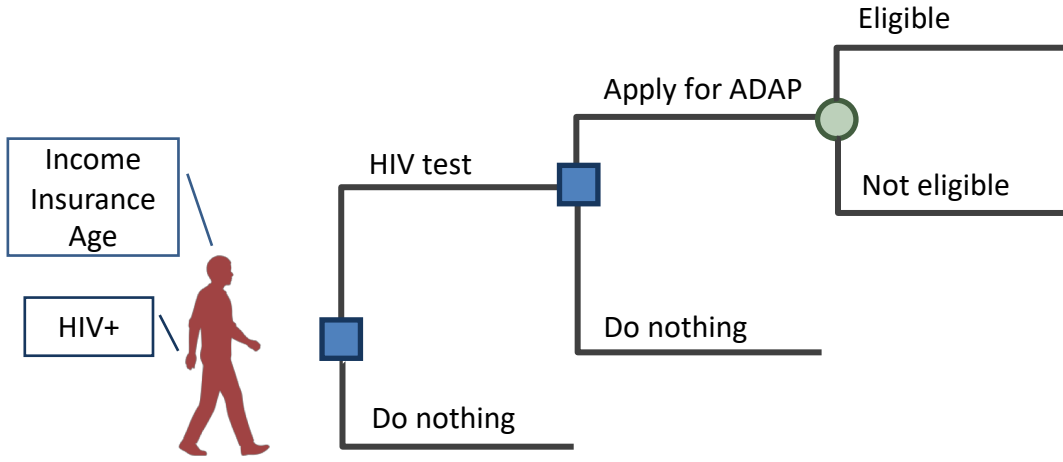 Income
Insurance
Age
HIV+
HIV test
Do nothing
Apply for ADAP
Do nothing
Eligible
Not eligible